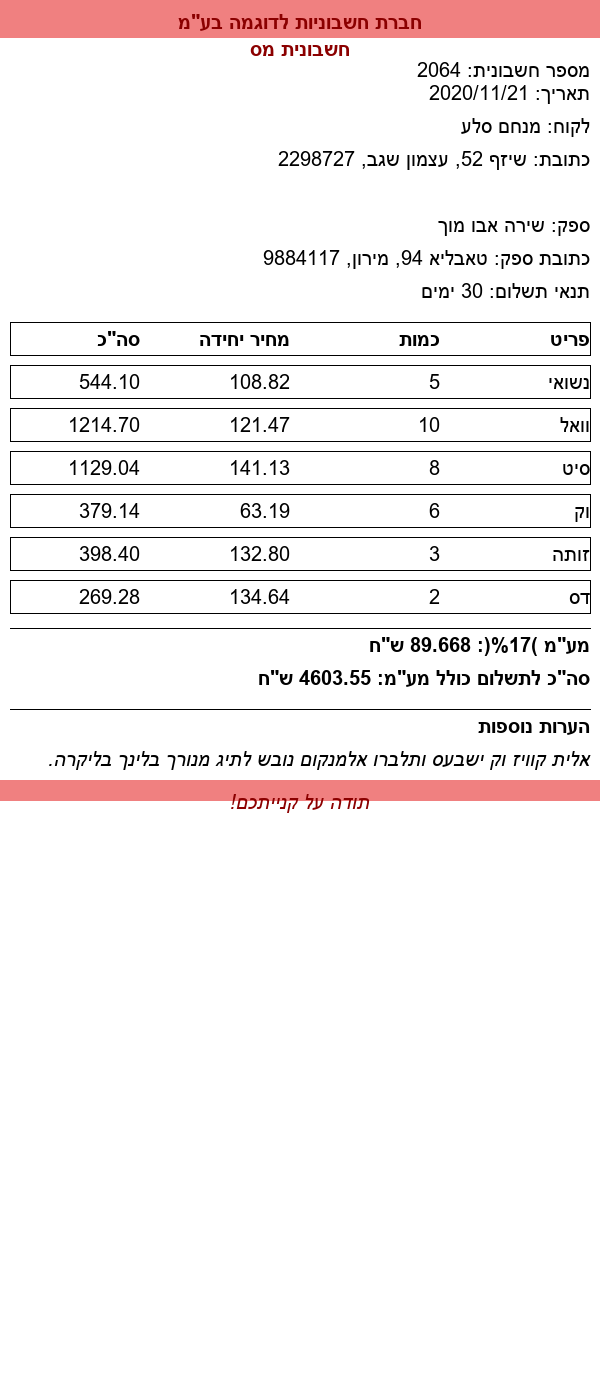 חברת חשבוניות לדוגמה בע"מ
חשבונית מס
מספר חשבונית: 2064
תאריך: 2020/11/21
לקוח: מנחם סלע
כתובת: שיזף 52, עצמון שגב, 2298727
ספק: שירה אבו מוך
כתובת ספק: טאבליא 94, מירון, 9884117
תנאי תשלום: 30 ימים
פריט כמות מחיר יחידה סה"כ
נשואי 5 108.82 544.10
וואל 10 121.47 1214.70
סיט 8 141.13 1129.04
וק 6 63.19 379.14
זותה 3 132.80 398.40
דס 2 134.64 269.28
מע"מ )17%(: 89.668 ש"ח
סה"כ לתשלום כולל מע"מ: 4603.55 ש"ח
הערות נוספות
אלית קוויז וק ישבעס ותלברו אלמנקום נובש לתיג מנורך בלינך בליקרה.
תודה על קנייתכם!